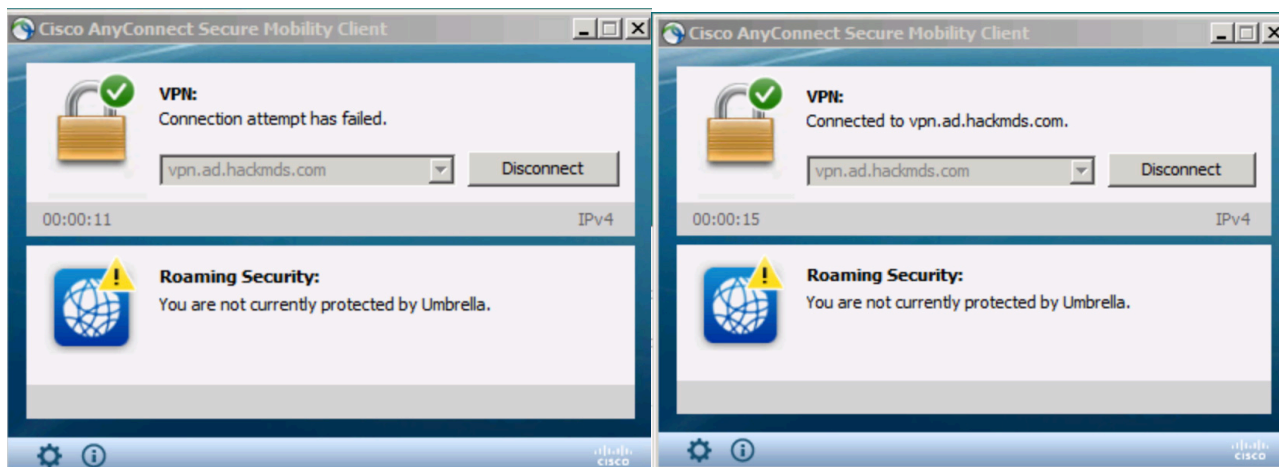 Cisco AnyConnect Secure Mobility Client
VPN:
Connection attempt has failed.
vpn.ad.hackmds.com
Disconnect
00:00:11
IPv4
Roaming Security:
You are not currently protected by Umbrella.
CISCO
Cisco AnyConnect Secure Mobility Client
VPN:
Connected to vpn.ad.hackmds.com.
vpn.ad.hackmds.com
Disconnect
00:00:15
IPv4
Roaming Security:
You are not currently protected by Umbrella.
CISCO